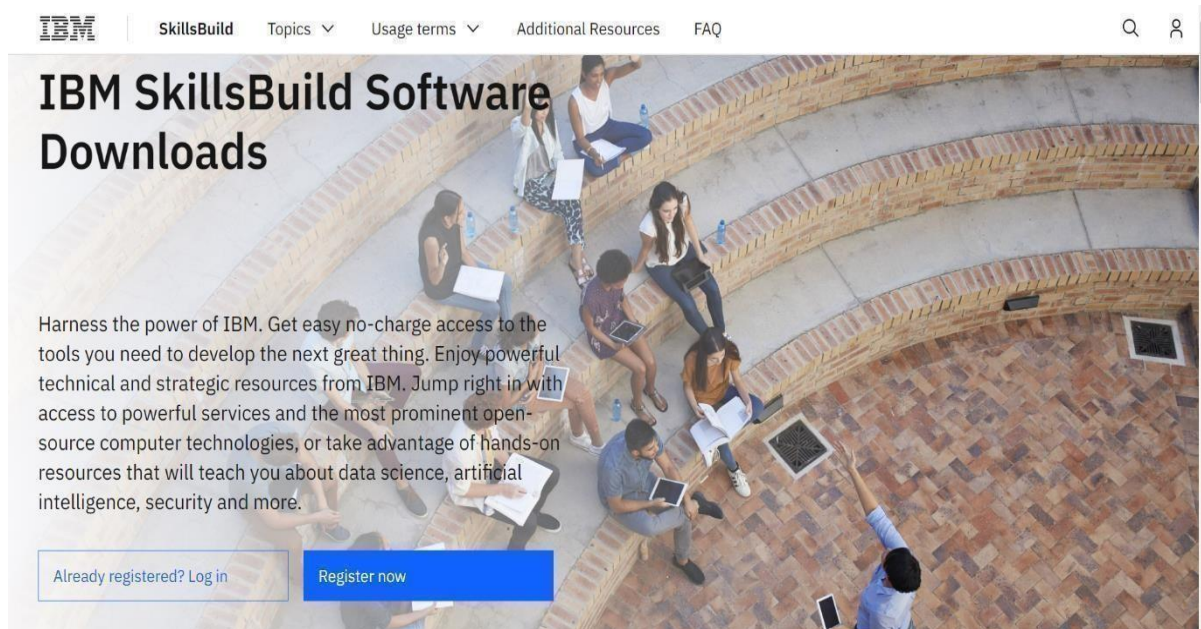 IBM
SkillsBuild
Topics
Usage terms
Additional Resources
FAQ
IBM SkillsBuild Software
Downloads
Harness the power of IBM. Get easy no-charge access to the
tools you need to develop the next great thing. Enjoy powerful
technical and strategic resources from IBM. Jump right in with
access to powerful services and the most prominent open-
source computer technologies, or take advantage of hands-on
resources that will teach you about data science, artificial
intelligence, security and more.
Already registered? Log in
Register now